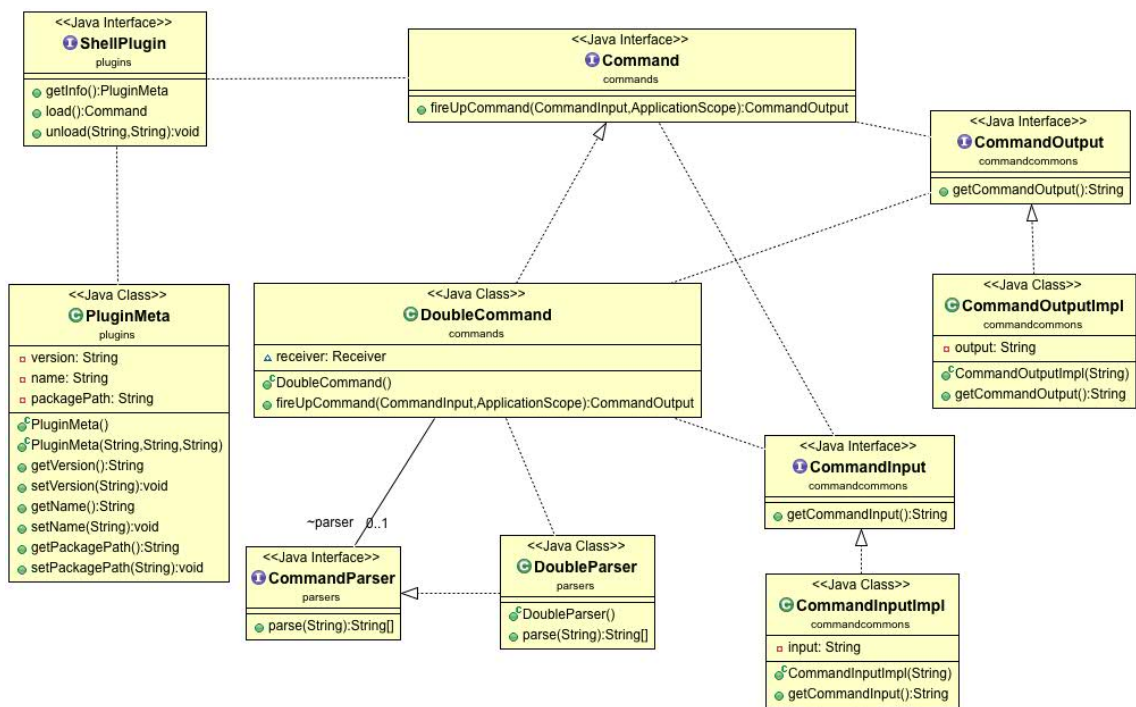 <<Java Interface>>
ShellPlugin
plugins
getInfo():PluginMeta
load():Command
unload(String,String):void
<<Java Interface>>
Command
commands
fireUpCommand(CommandInput,ApplicationScope):CommandOutput
<<Java Interface>>
CommandOutput
commandcommons
getCommandOutput():String
<<Java Class>>
PluginMeta
plugins
version: String
name: String
packagePath: String
PluginMeta()
PluginMeta(String,String,String)
getVersion():String
setVersion(String):void
getName():String
setName(String):void
getPackagePath():String
setPackagePath(String):void
<<Java Class>>
DoubleCommand
commands
receiver: Receiver
DoubleCommand()
fireUpCommand(CommandInput,ApplicationScope):CommandOutput
<<Java Class>>
CommandOutputImpl
commandcommons
output: String
CommandOutputImpl(String)
getCommandOutput():String
<<Java Interface>>
CommandInput
commandcommons
getCommandInput():String
~parser 0..1
<<Java Interface>>
CommandParser
parsers
parse(String):String[]
<<Java Class>>
DoubleParser
parsers
DoubleParser()
parse(String):String[]
<<Java Class>>
CommandInputImpl
commandcommons
input: String
CommandInputImpl(String)
getCommandInput():String